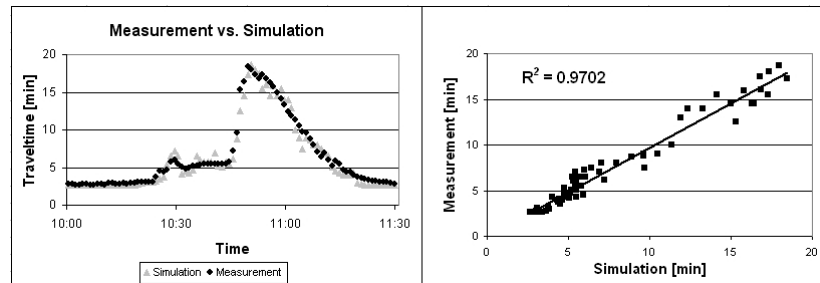 Measurement vs. Simulation
Traveltime [min]
20
15
10
5
0
10:00
10:30
11:00
11:30
Time
Simulation
Measurement
R² = 0.9702
Measurement [min]
20
15
10
5
0
0
5
10
15
20
Simulation [min]